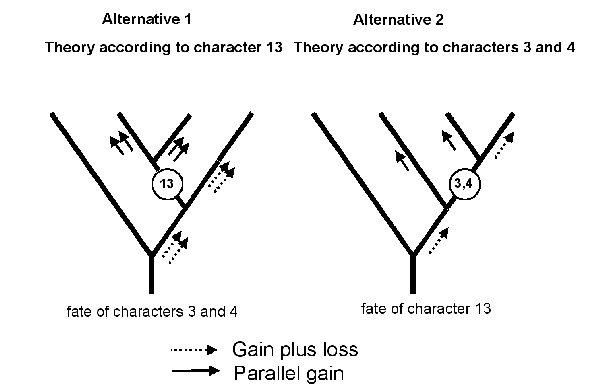 Alternative 1
Alternative 2
Theory according to character 13
Theory according to characters 3 and 4
13
3,4
fate of characters 3 and 4
fate of character 13
Gain plus loss
Parallel gain